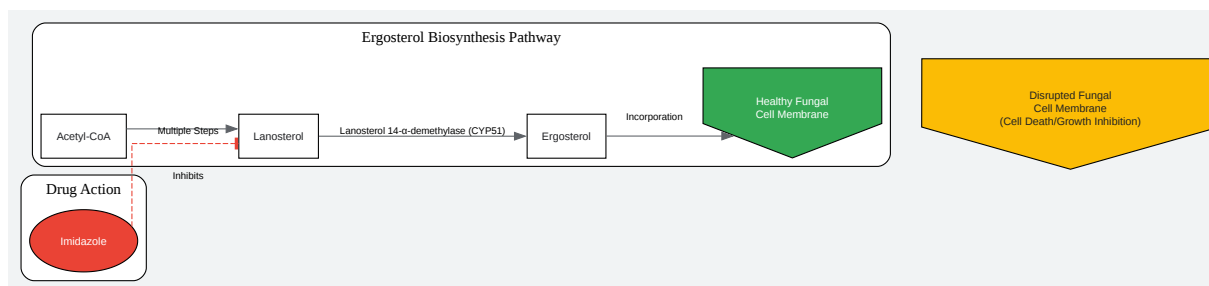 Ergosterol Biosynthesis Pathway
Acetyl-CoA
Multiple Steps
Lanosterol
Lanosterol 14-α-demethylase (CYP51)
Ergosterol
Incorporation
Healthy Fungal
Cell Membrane
Disrupted Fungal
Cell Membrane
(Cell Death/Growth Inhibition)
Inhibits
Drug Action
Imidazole